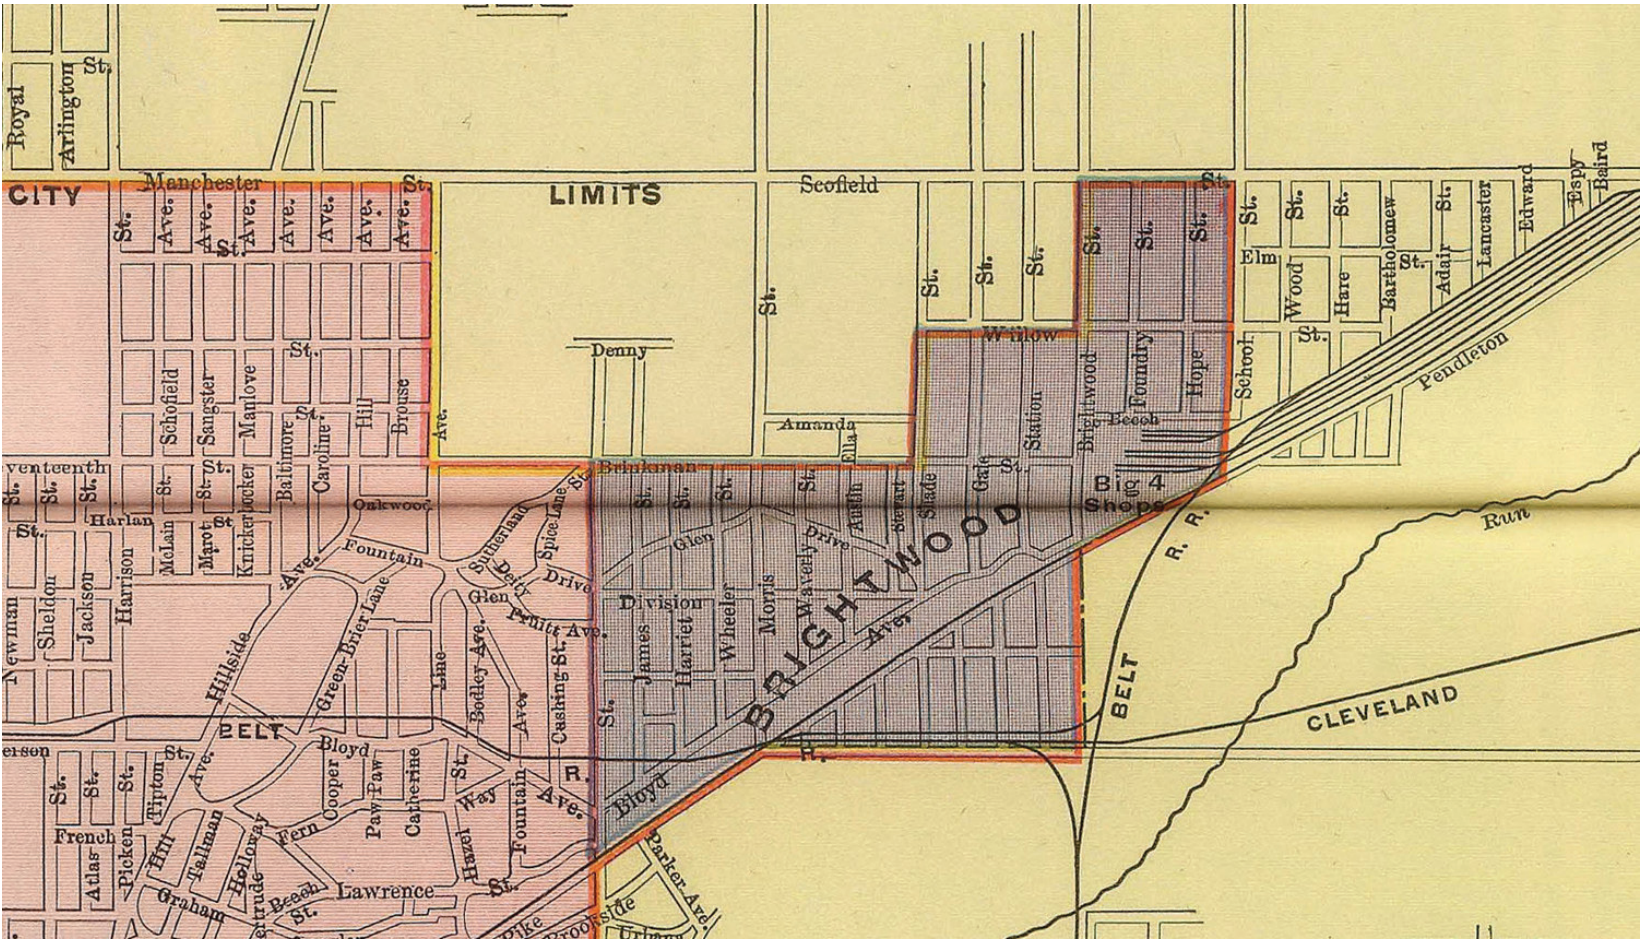 Royal
Arlington
St.
CITY
Manchester
St.
LIMITS
Scofield
St.
Espy
Baird
St.
Ave.
Ave.
Ave.
Ave.
Ave.
Ave.
Ave.
St.
St.
St.
St.
St.
St.
St.
St.
St.
St.
St.
St.
Elm
Wood
Hare
Bartholomew
St.
Adair
St.
Lancaster
Edward
Willow
St.
Denny
St.
Schofield
Sangster
Marlove
Baltimore
St.
Caroline
Hill
Brouse
Ave.
Amanda
Ella
Station
Brightwood
Foundry
Hope
School
Beech
Pendleton
venteenth
St.
St.
St.
St.
St.
St.
Knickerbocker
Brinkman
St.
St.
St.
St.
St.
Austin
Stewart
Slade
Gale
St.
Big 4
Shops
Harlan
St.
St.
McLain
Marot
Oakwood
Sutherland
Spice Lane
Fountain
Ave.
Glen
Drive
BRIGHTWOOD
R. R.
Run
Newman
Sheldon
Jackson
Harrison
Deity
Drive
Glen
Pruitt Ave.
Division
Wheeler
Morris
Waverly
Ave,
James
Harriet
Hillside
Green Brier Lane
Line
Bodley Ave.
Ave.
Cushing St.
St.
BELT
BELT
CLEVELAND
R.
R.
erson
St.
Ave.
Bloyd
St.
St.
St.
Tipton
Cooper
Paw Paw
Catherine
St.
Way
Fountain
Ave.
Bloyd
French
Atlas
Picken
Hill
Tallman
Holloway
Fern
Hazel
Parker Ave.
Graham
ertrude
Beech
St.
Lawrence
St.
Pike
Brookside
Urbana